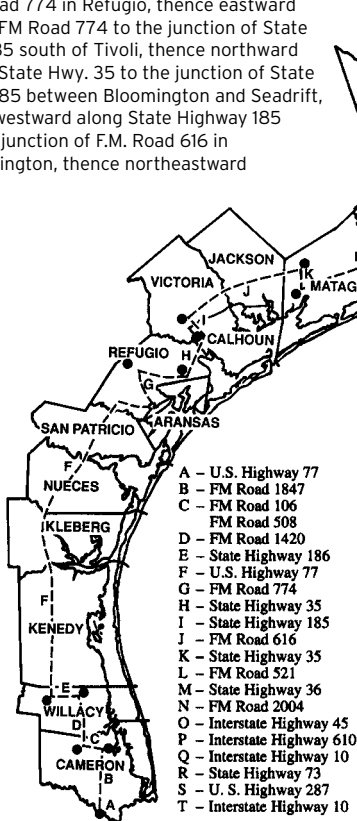 ad 774 in Refugio, thence eastward
FM Road 774 to the junction of State
35 south of Tivoli, thence northward
State Hwy. 35 to the junction of State
85 between Bloomington and Seadrift,
westward along State Highway 185
junction of F.M. Road 616 in
ington, thence northeastward
JACKSON
K
VICTORIA
J
L MATAG
I
CALHOUN
REFUGIO
H
G
ARANSAS
SAN PATRICIO
F
NUECES
KLEBERG
F
KENEDY
E
WILLACY
D
C
CAMERON
B
A
A – U.S. Highway 77
B – FM Road 1847
C – FM Road 106
FM Road 508
D – FM Road 1420
E – State Highway 186
F – U.S. Highway 77
G – FM Road 774
H – State Highway 35
I – State Highway 185
J – FM Road 616
K – State Highway 35
L – FM Road 521
M – State Highway 36
N – FM Road 2004
O – Interstate Highway 45
P – Interstate Highway 610
Q – Interstate Highway 10
R – State Highway 73
S – U. S. Highway 287
T – Interstate Highway 10